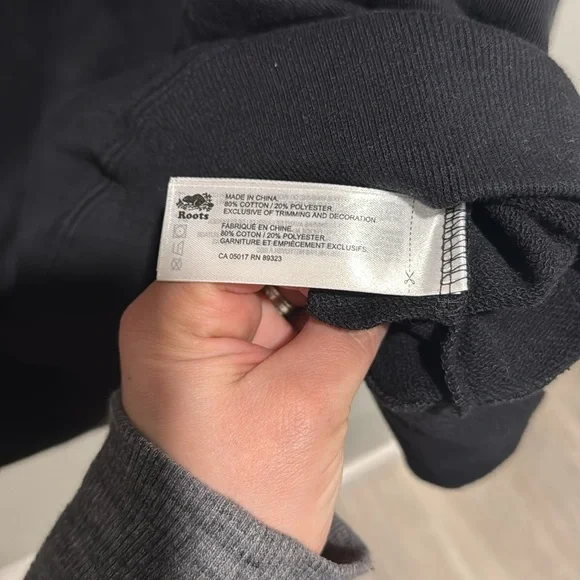 Roots
MADE IN CHINA.
80% COTTON / 20% POLYESTER
EXCLUSIVE OF TRIMMING AND DECORATION
FABRIQUÉ EN CHINE.
80% COTON / 20% POLYESTER.
GARNITURE ET EMPIÈCEMENT EXCLUSIFS.
CA 05017 RN 89323